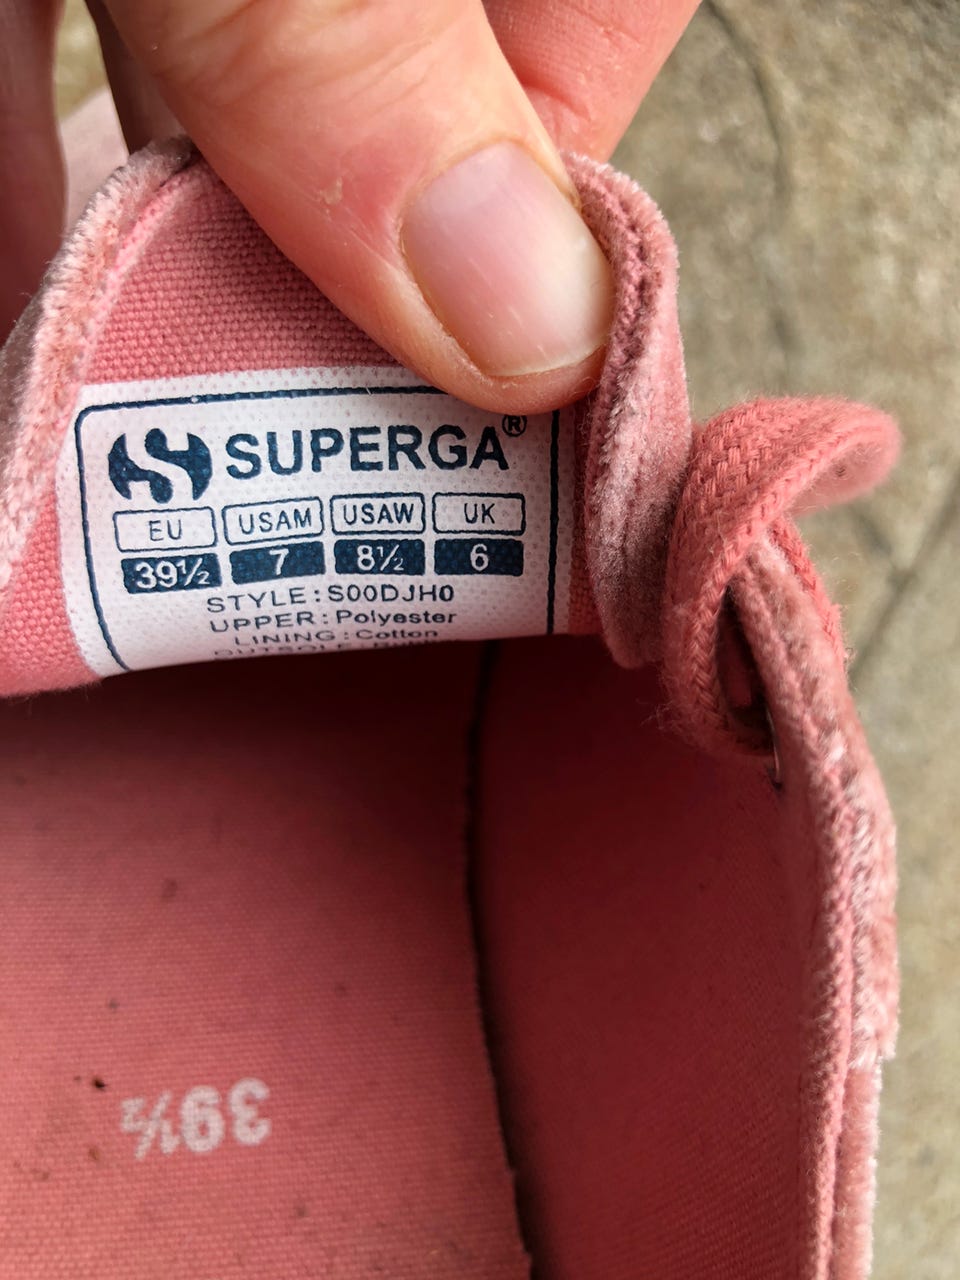 SUPERGA®
EU USAM USAW UK
39½ 7 8½ 6
STYLE: S00DJH0
UPPER: Polyester
LINING: Cotton
OUTSOLE:
39½